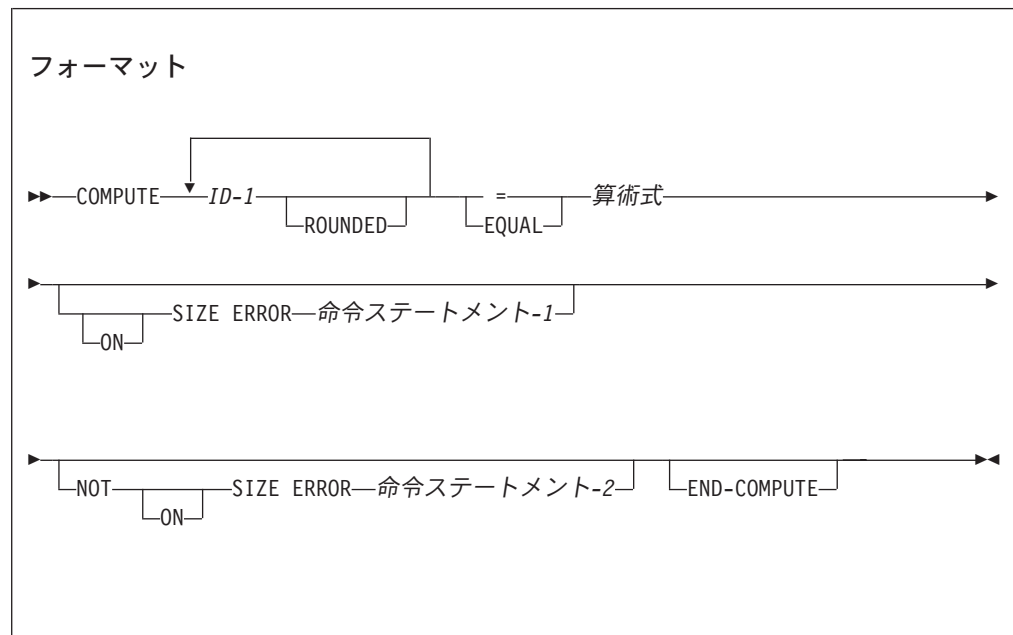 フォーマット
COMPUTE ID-1 = 算術式
ROUNDED EQUAL
SIZE ERROR 命令ステートメント-1
ON
NOT SIZE ERROR 命令ステートメント-2 END-COMPUTE
ON